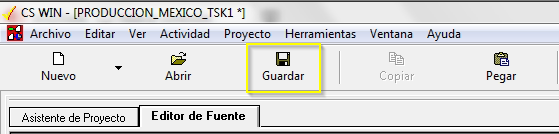 CS WIN - [PRODUCCION_MEXICO_TSK1 *]
Archivo Editar Ver Actividad Proyecto Herramientas Ventana Ayuda
Nuevo Abrir Guardar Copiar Pegar
Asistente de Proyecto Editor de Fuente